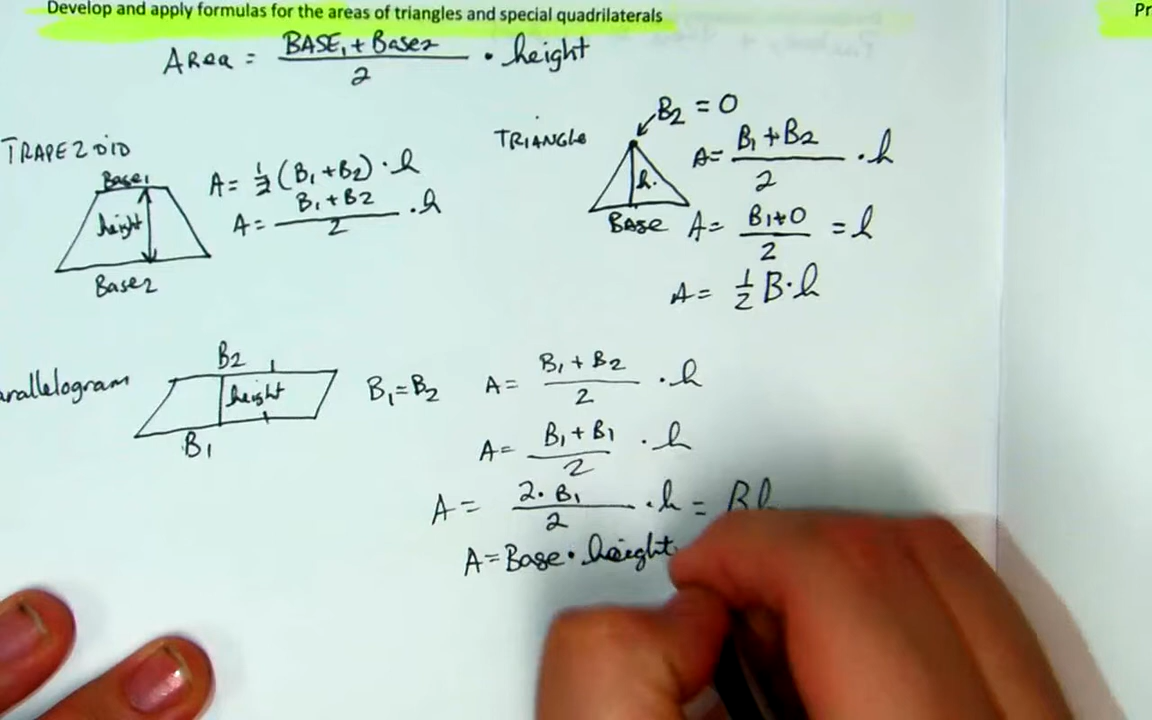 Develop and apply formulas for the areas of triangles and special quadrilaterals
Pr
AREA = BASE₁ + Base₂ / 2 · height
TRAPEZOID
Base₁
height
Base₂
A = ½ (B₁ + B₂) · h
A = B₁ + B₂ / 2 · h
TRIANGLE
B₂ = 0
h.
BASE
A = B₁ + B₂ / 2 · h
A = B₁ + 0 / 2 = h
A = ½ B · h
arallelogram
B₂
height
B₁
B₁ = B₂
A = B₁ + B₂ / 2 · h
A = B₁ + B₁ / 2 · h
A = 2 · B₁ / 2 · h = Bh
A = Base · height